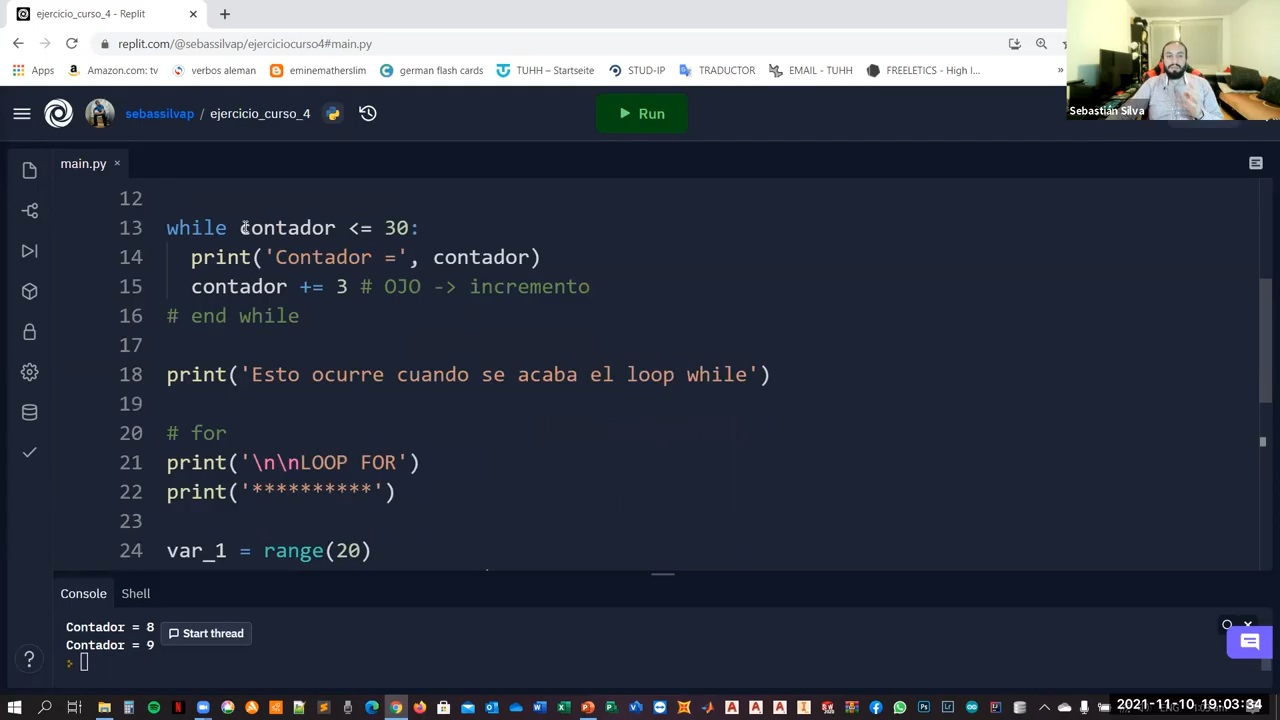 ejercicio_curso_4 - Replit
replit.com/@sebassilvap/ejerciciocurso4#main.py
Apps
Amazon.com: tv
verbos aleman
eminematherslim
german flash cards
TUHH – Startseite
STUD-IP
TRADUCTOR
EMAIL - TUHH
FREELETICS - High I...
»
Sebastián Silva
sebassilvap / ejercicio_curso_4
Run
main.py
12
13 while contador <= 30:
14 print('Contador =', contador)
15 contador += 3 # OJO -> incremento
16 # end while
17
18 print('Esto ocurre cuando se acaba el loop while')
19
20 # for
21 print('\n\nLOOP FOR')
22 print('**********')
23
24 var_1 = range(20)
Console Shell
Contador = 8
Start thread
Contador = 9
2021-11-10 19:03:34